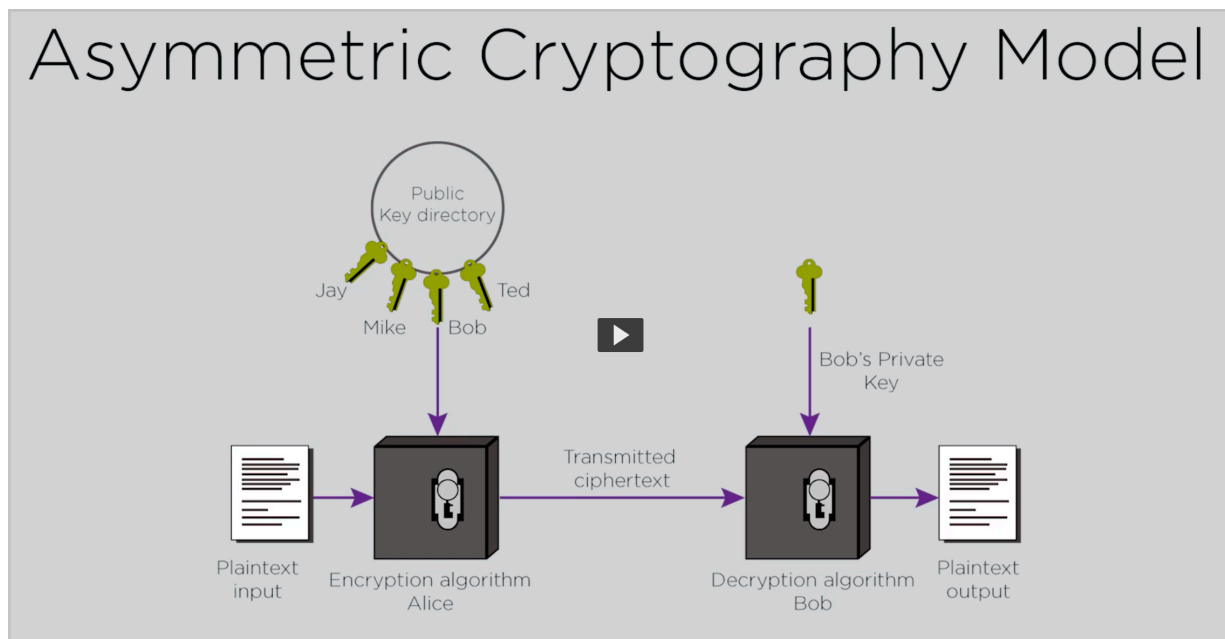 Asymmetric Cryptography Model
Public
Key directory
Jay
Mike
Bob
Ted
Bob's Private
Key
Transmitted
ciphertext
Plaintext
input
Encryption algorithm
Alice
Decryption algorithm
Bob
Plaintext
output